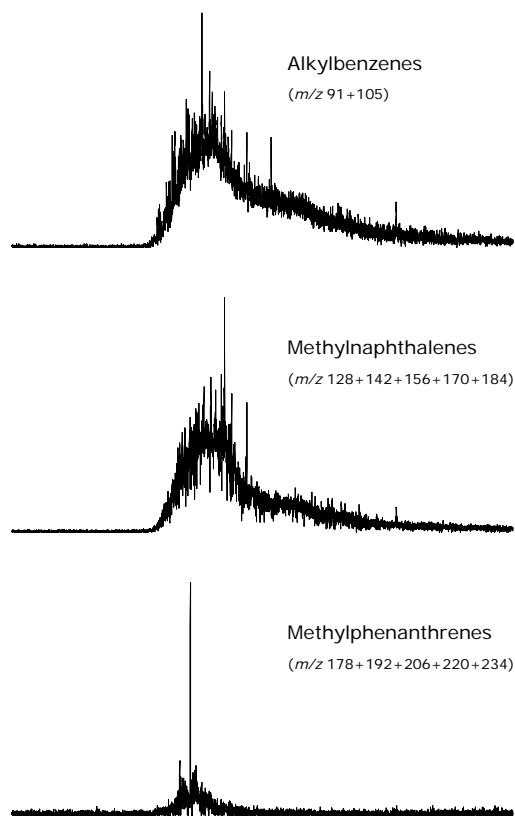 Alkylbenzenes
(m/z 91+105)
Methylnaphthalenes
(m/z 128+142+156+170+184)
Methylphenanthrenes
(m/z 178+192+206+220+234)